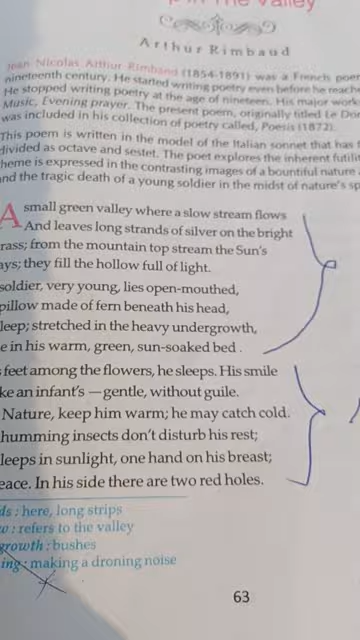 in The Valley
Arthur Rimbaud
Jean Nicolas Arthur Rimbaud (1854-1891) was a French poet
nineteenth century. He started writing poetry even before he reache
He stopped writing poetry at the age of nineteen. His major work
Music, Evening prayer. The present poem, originally titled Le Dor
was included in his collection of poetry called, Poesis (1872).
This poem is written in the model of the Italian sonnet that has f
divided as octave and sestet. The poet explores the inherent futilit
heme is expressed in the contrasting images of a bountiful nature a
nd the tragic death of a young soldier in the midst of nature's sp
A small green valley where a slow stream flows
And leaves long strands of silver on the bright
rass; from the mountain top stream the Sun's
ays; they fill the hollow full of light.
soldier, very young, lies open-mouthed,
pillow made of fern beneath his head,
leep; stretched in the heavy undergrowth,
e in his warm, green, sun-soaked bed.
feet among the flowers, he sleeps. His smile
ke an infant's — gentle, without guile.
Nature, keep him warm; he may catch cold.
humming insects don't disturb his rest;
leeps in sunlight, one hand on his breast;
eace. In his side there are two red holes.
ds : here, long strips
w : refers to the valley
growth : bushes
ing : making a droning noise
63